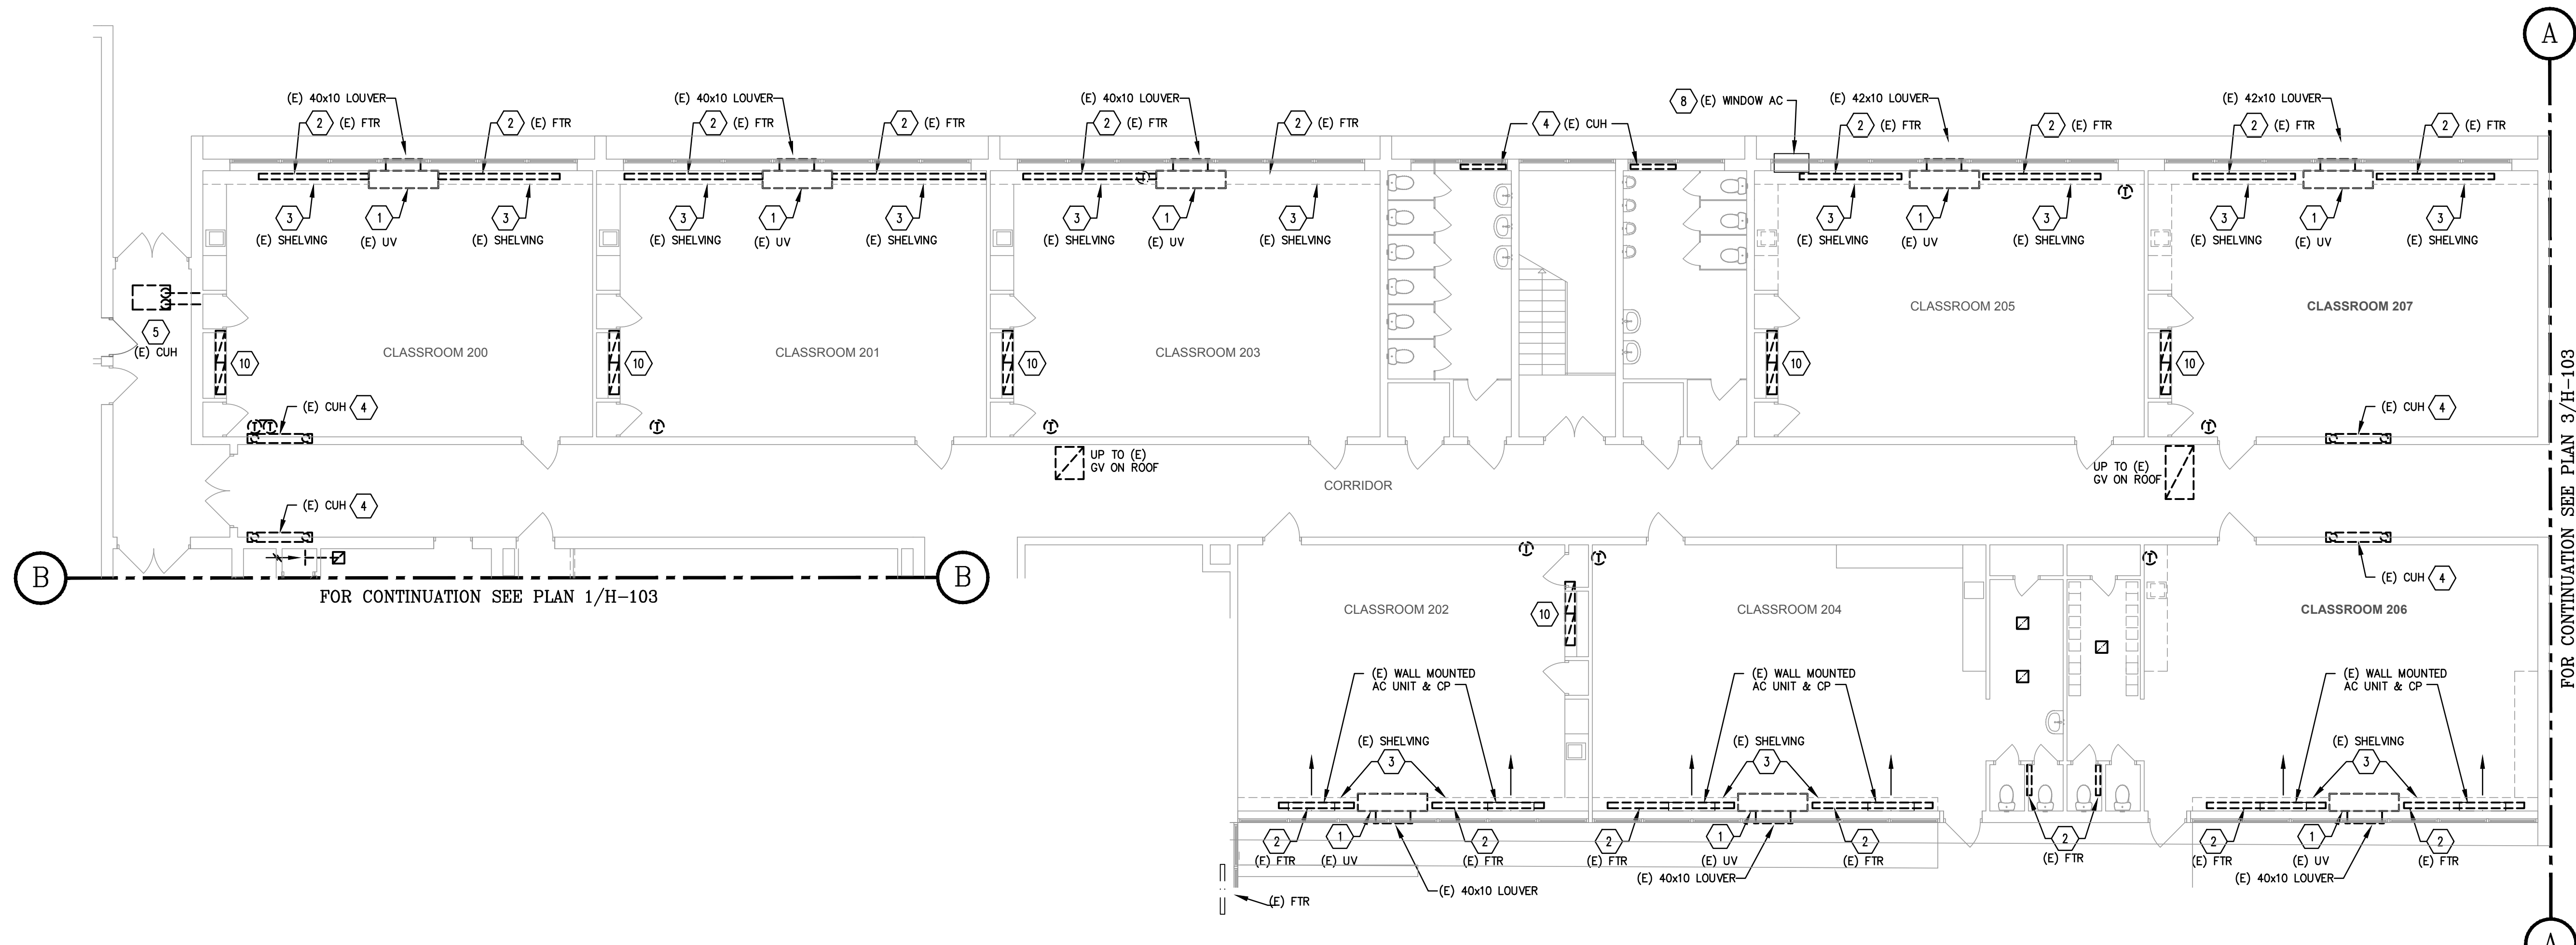 A
(E) 40x10 LOUVER
(E) 40x10 LOUVER
(E) 40x10 LOUVER
8 (E) WINDOW AC
(E) 42x10 LOUVER
(E) 42x10 LOUVER
2 (E) FTR
2 (E) FTR
2 (E) FTR
2 (E) FTR
2 (E) FTR
2 (E) FTR
4 (E) CUH
2 (E) FTR
2 (E) FTR
2 (E) FTR
2 (E) FTR
T
T
3
1
3
3
1
3
3
1
3
3
1
3
3
1
3
(E) SHELVING
(E) UV
(E) SHELVING
(E) SHELVING
(E) UV
(E) SHELVING
(E) SHELVING
(E) UV
(E) SHELVING
(E) SHELVING
(E) UV
(E) SHELVING
(E) SHELVING
(E) UV
(E) SHELVING
CLASSROOM 205
CLASSROOM 207
5
(E) CUH
CLASSROOM 200
CLASSROOM 201
CLASSROOM 203
10
10
10
10
10
(E) CUH 4
(E) CUH 4
T T
T
T
T
UP TO (E)
GV ON ROOF
UP TO (E)
GV ON ROOF
CORRIDOR
(E) CUH 4
FOR CONTINUATION SEE PLAN 3/H-103
T
T
T
B
B
FOR CONTINUATION SEE PLAN 1/H-103
(E) CUH 4
CLASSROOM 202
10
CLASSROOM 204
CLASSROOM 206
(E) WALL MOUNTED
AC UNIT & CP
(E) WALL MOUNTED
AC UNIT & CP
(E) WALL MOUNTED
AC UNIT & CP
(E) SHELVING
3
(E) SHELVING
3
(E) SHELVING
3
2
1
2
2
1
2
2
2
1
2
(E) FTR
(E) UV
(E) FTR
(E) FTR
(E) UV
(E) FTR
(E) FTR
(E) FTR
(E) UV
(E) FTR
(E) 40x10 LOUVER
(E) 40x10 LOUVER
(E) 40x10 LOUVER
(E) FTR
A